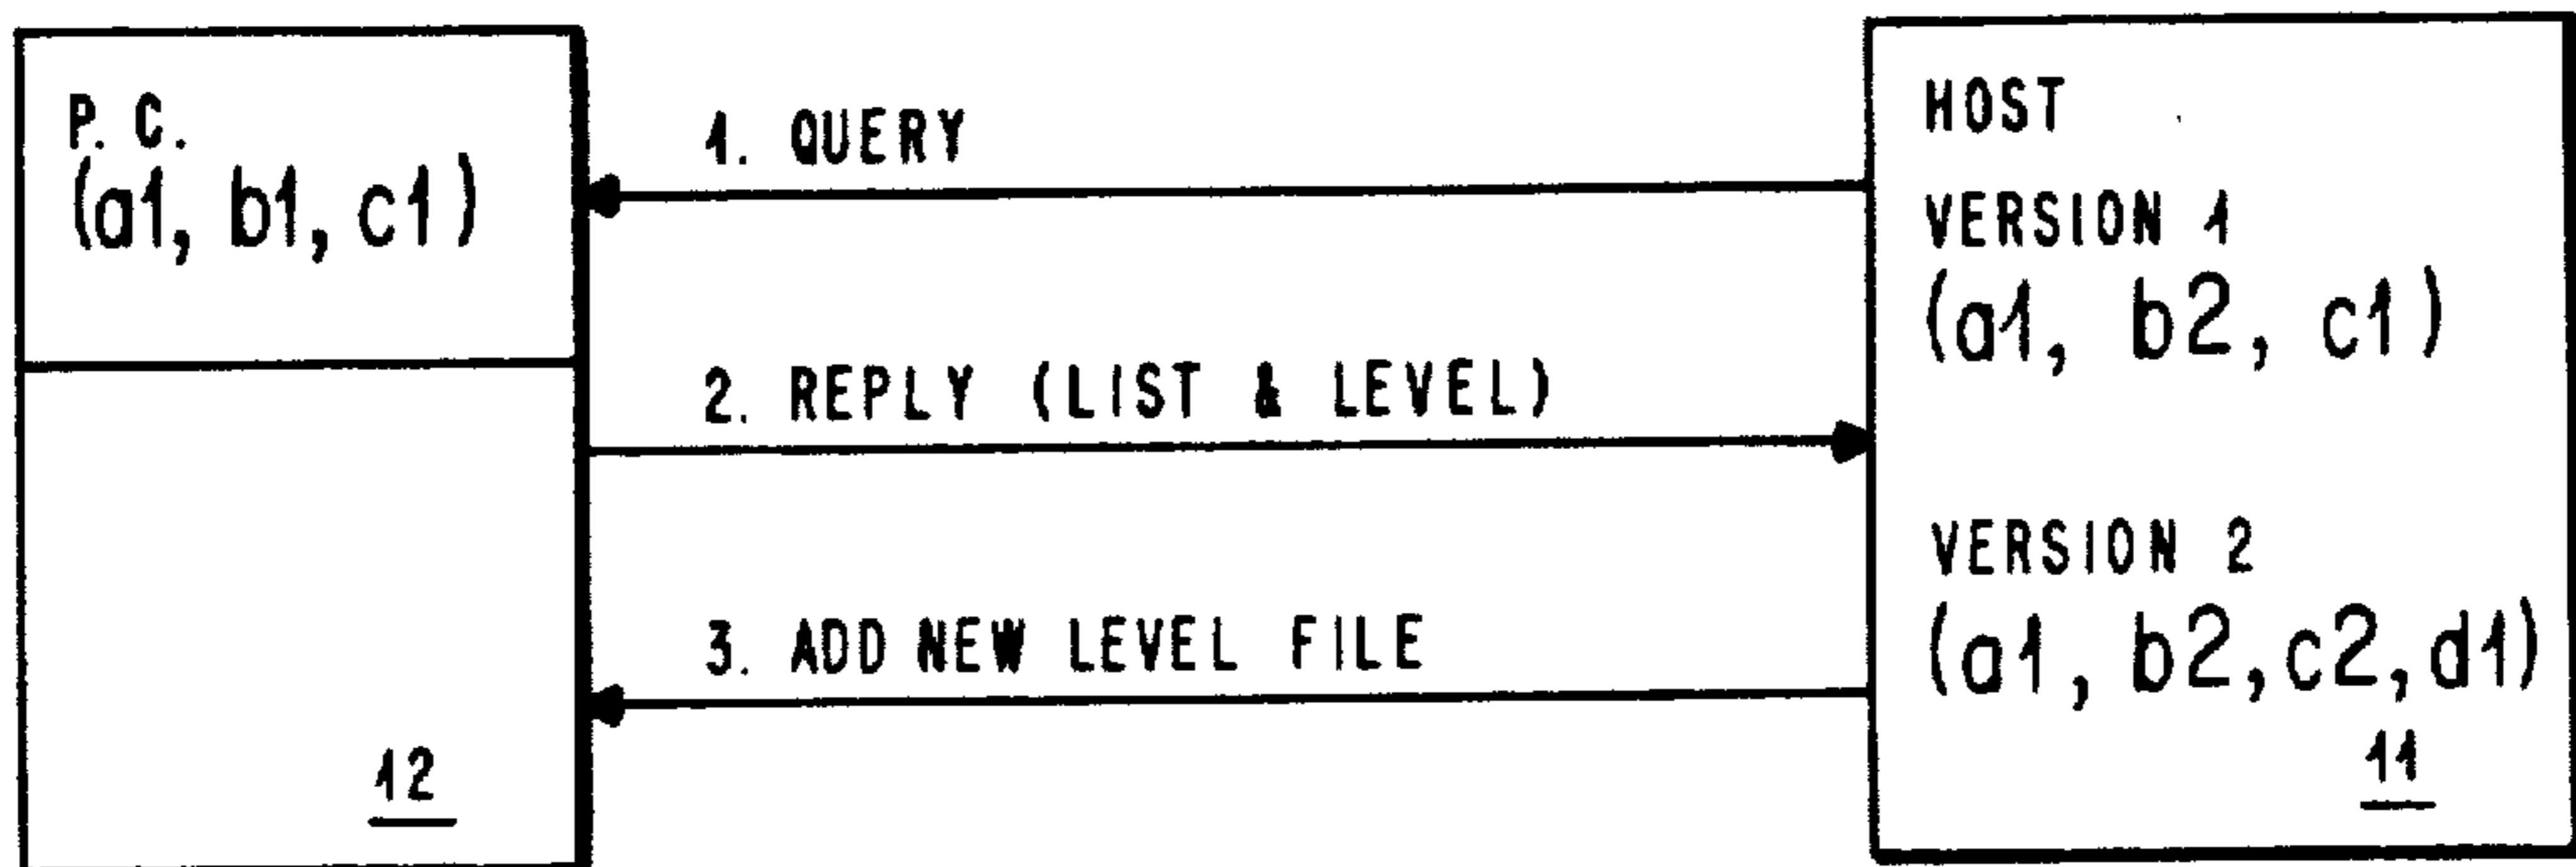 P. C.
(a1, b1, c1)
12
1. QUERY
2. REPLY (LIST & LEVEL)
3. ADD NEW LEVEL FILE
HOST
VERSION 1
(a1, b2, c1)
VERSION 2
(a1, b2, c2, d1)
11